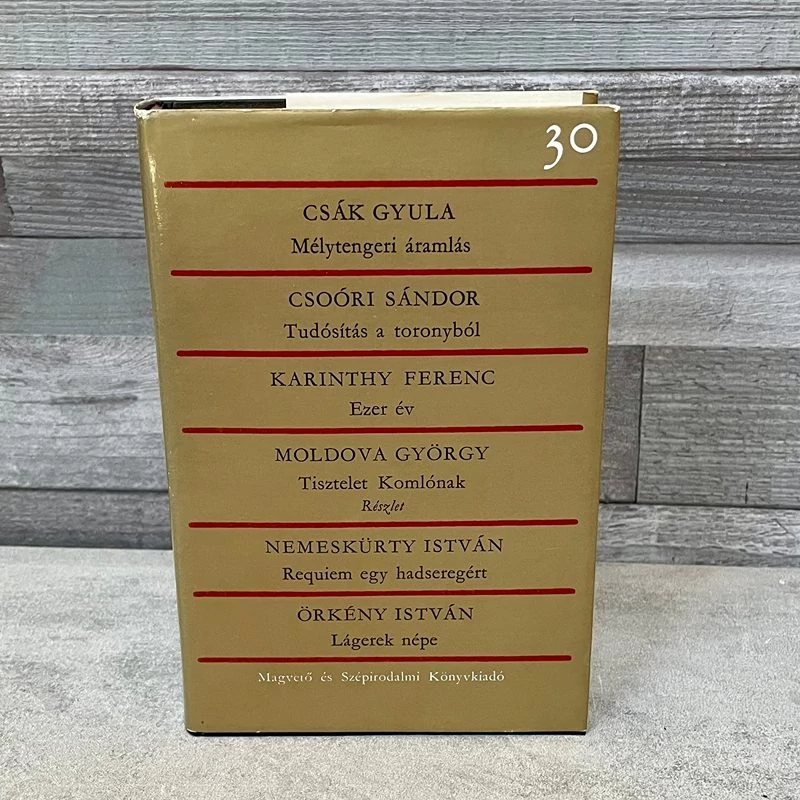 30
CSÁK GYULA
Mélytengeri áramlás
CSOÓRI SÁNDOR
Tudósítás a toronyból
KARINTHY FERENC
Ezer év
MOLDOVA GYÖRGY
Tisztelet Komlónak
Részlet
NEMESKÜRTY ISTVÁN
Requiem egy hadseregért
ÖRKÉNY ISTVÁN
Lágerek népe
Magvető és Szépirodalmi Könyvkiadó